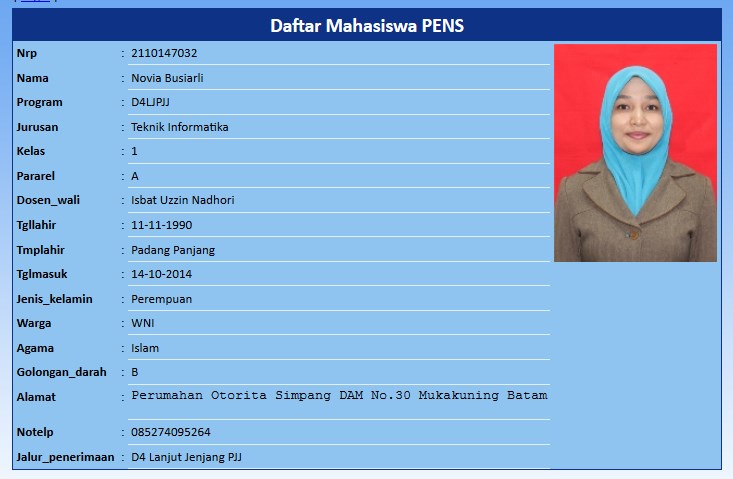 Daftar Mahasiswa PENS
Nrp : 2110147032
Nama : Novia Busiarli
Program : D4LJPJJ
Jurusan : Teknik Informatika
Kelas : 1
Pararel : A
Dosen_wali : Isbat Uzzin Nadhori
Tgllahir : 11-11-1990
Tmplahir : Padang Panjang
Tglmasuk : 14-10-2014
Jenis_kelamin : Perempuan
Warga : WNI
Agama : Islam
Golongan_darah : B
Alamat : Perumahan Otorita Simpang DAM No.30 Mukakuning Batam
Notelp : 085274095264
Jalur_penerimaan : D4 Lanjut Jenjang PJJ